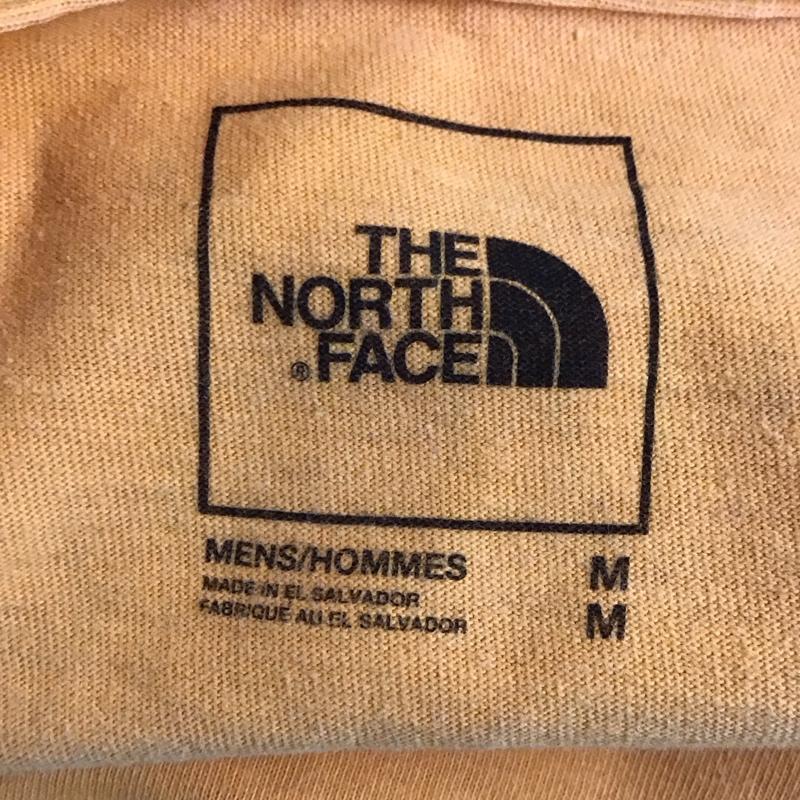 THE
NORTH
®FACE
MENS/HOMMES M
MADE IN EL SALVADOR
FABRIQUE AU EL SALVADOR M